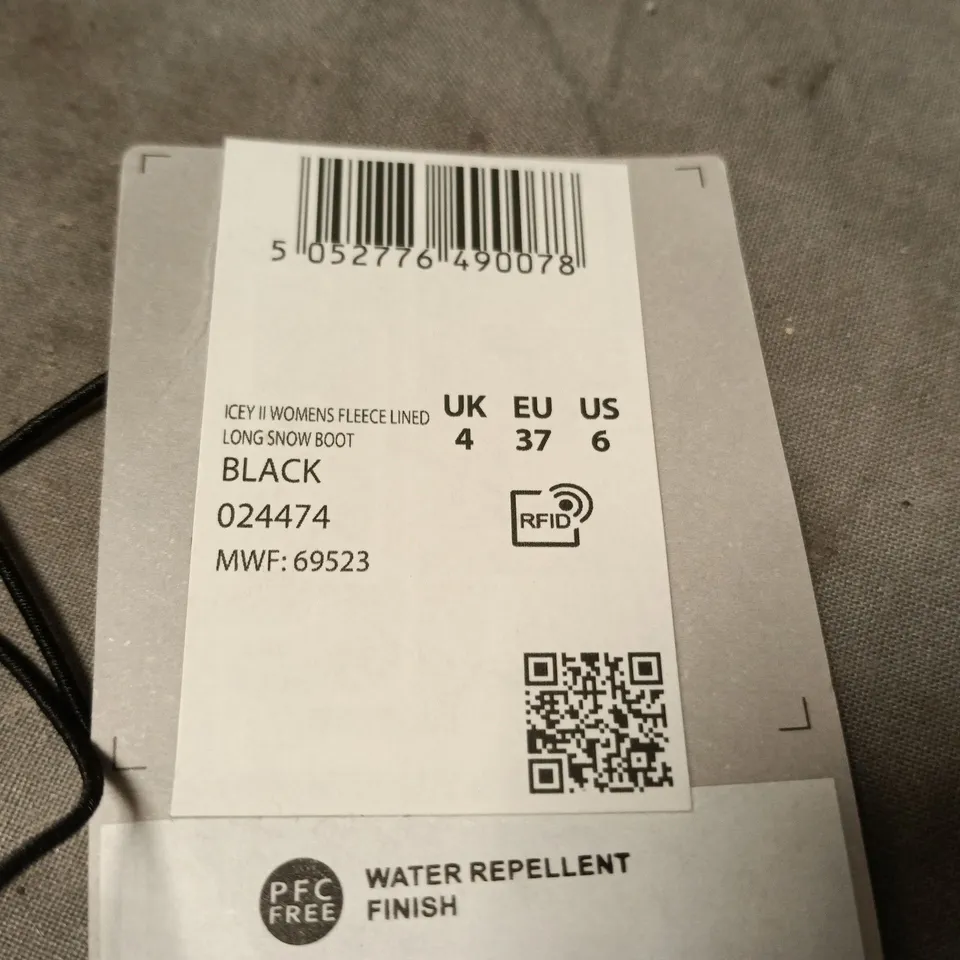 5 052776 490078
ICEY II WOMENS FLEECE LINED
LONG SNOW BOOT
BLACK
024474
MWF: 69523
UK EU US
4 37 6
RFID
PFC
FREE
WATER REPELLENT
FINISH